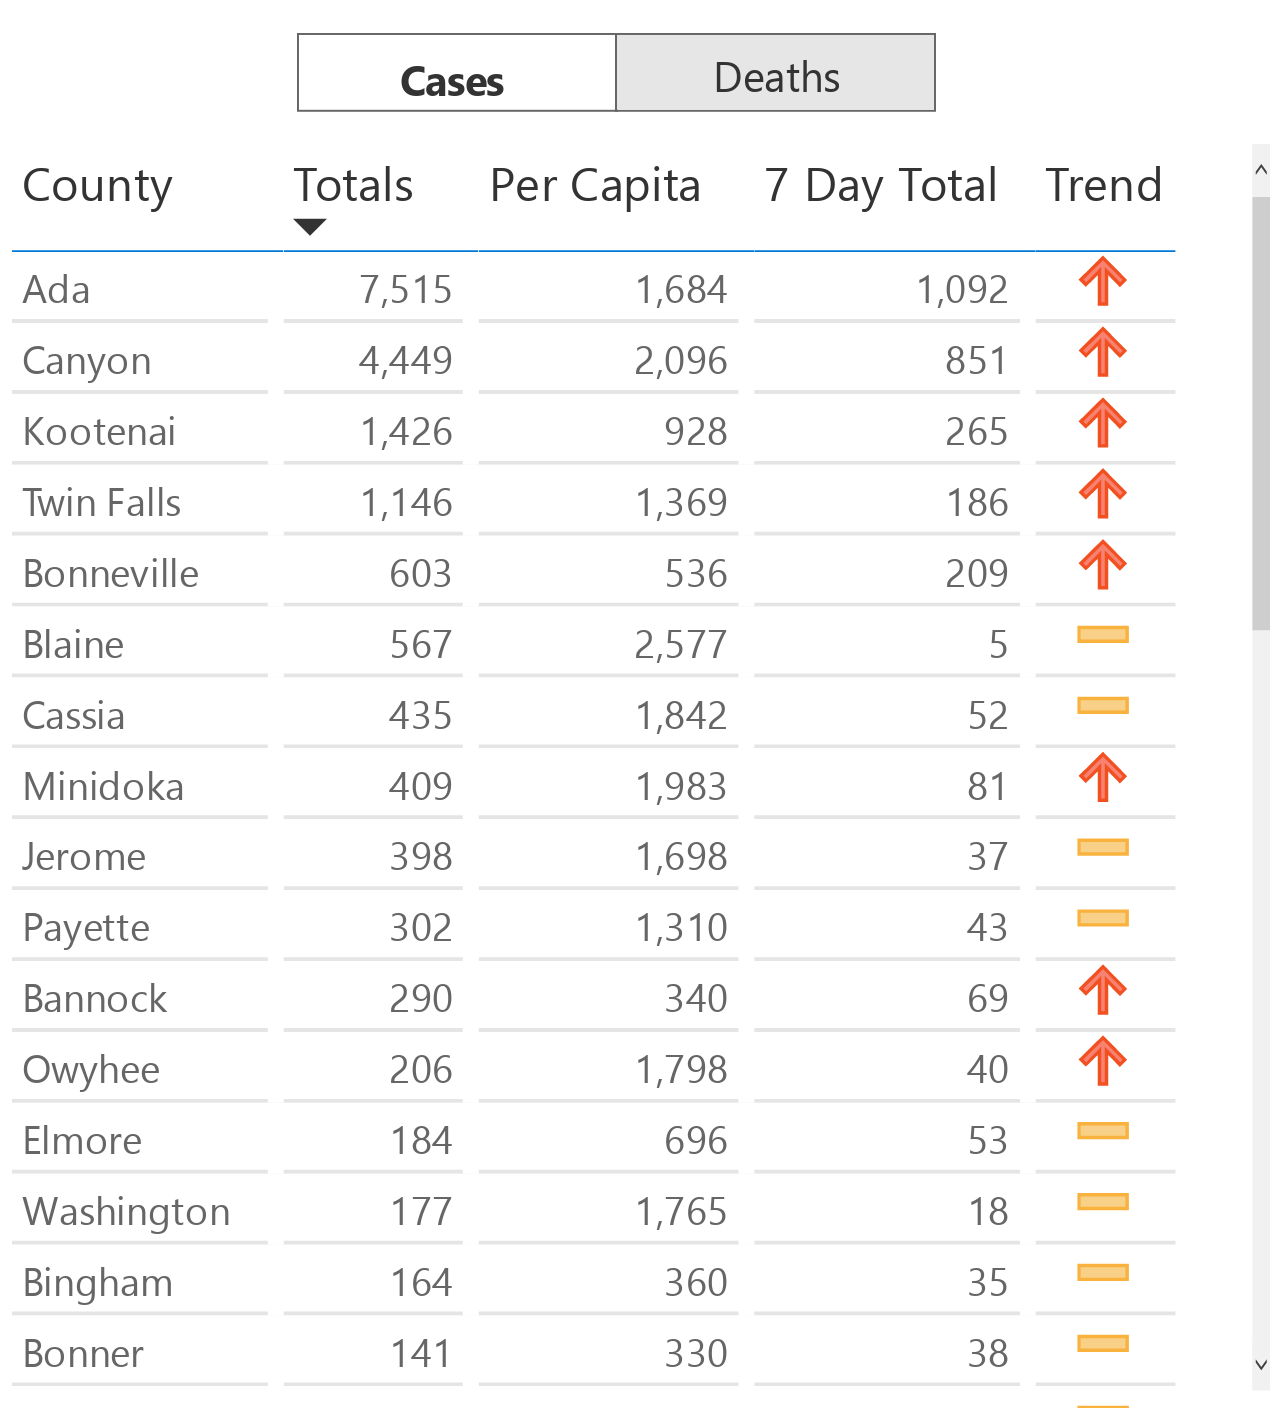 Cases Deaths
County Totals Per Capita 7 Day Total Trend
Ada 7,515 1,684 1,092
Canyon 4,449 2,096 851
Kootenai 1,426 928 265
Twin Falls 1,146 1,369 186
Bonneville 603 536 209
Blaine 567 2,577 5
Cassia 435 1,842 52
Minidoka 409 1,983 81
Jerome 398 1,698 37
Payette 302 1,310 43
Bannock 290 340 69
Owyhee 206 1,798 40
Elmore 184 696 53
Washington 177 1,765 18
Bingham 164 360 35
Bonner 141 330 38